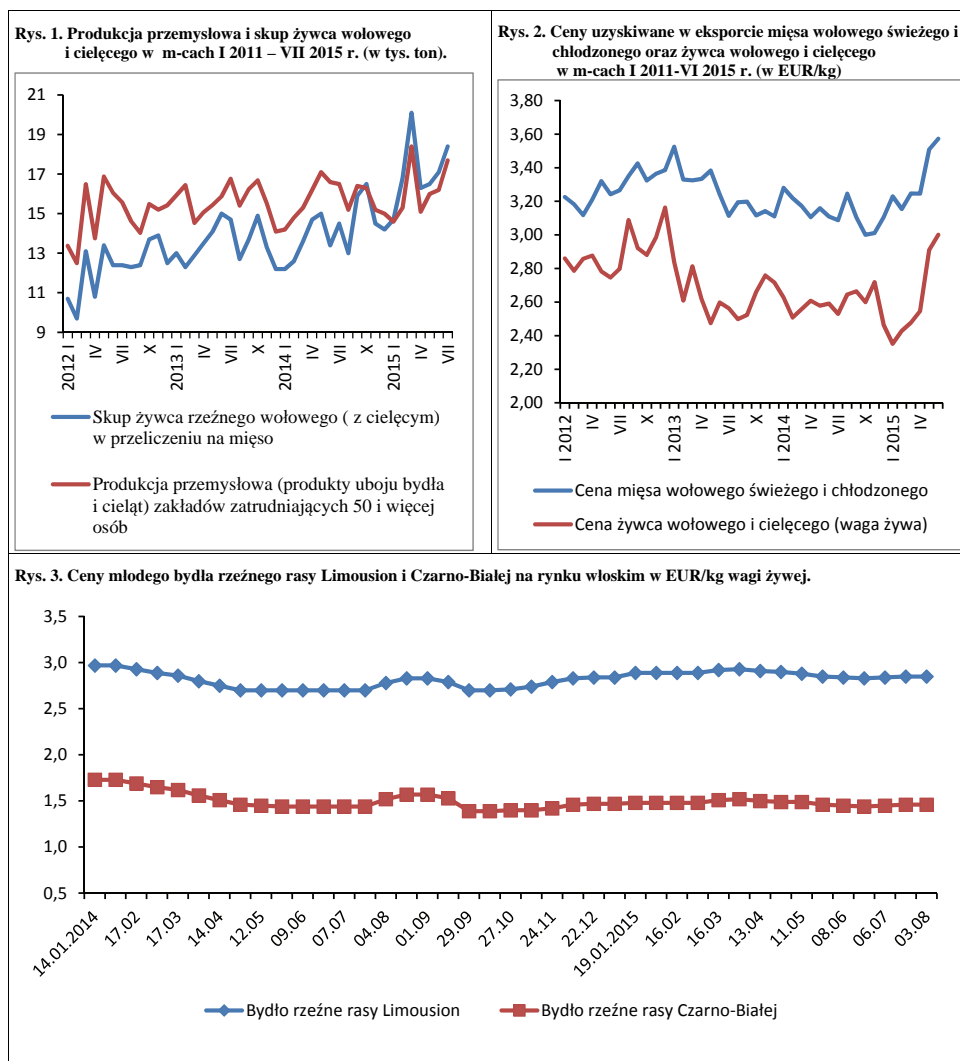 Rys. 1. Produkcja przemysłowa i skup żywca wołowego
i cielęcego w m-cach I 2011 – VII 2015 r. (w tys. ton).
21
19
17
15
13
11
9
2012 I
IV
VII
X
2013 I
IV
VII
X
2014 I
IV
VII
X
2015 I
IV
VII
Skup żywca rzeźnego wołowego ( z cielęcym)
w przeliczeniu na mięso
Produkcja przemysłowa (produkty uboju bydła
i cieląt) zakładów zatrudniających 50 i więcej
osób
Rys. 2. Ceny uzyskiwane w eksporcie mięsa wołowego świeżego i
chłodzonego oraz żywca wołowego i cielęcego
w m-cach I 2011-VI 2015 r. (w EUR/kg)
3,80
3,60
3,40
3,20
3,00
2,80
2,60
2,40
2,20
2,00
I 2012
IV
VII
X
I 2013
IV
VII
X
I 2014
IV
VII
X
I 2015
IV
Cena mięsa wołowego świeżego i chłodzonego
Cena żywca wołowego i cielęcego (waga żywa)
Rys. 3. Ceny młodego bydła rzeźnego rasy Limousion i Czarno-Białej na rynku włoskim w EUR/kg wagi żywej.
3,5
3,0
2,5
2,0
1,5
1,0
0,5
14.01.2014
17.02
17.03
14.04
12.05
09.06
07.07
04.08
01.09
29.09
27.10
24.11
22.12
19.01.2015
16.02
16.03
13.04
11.05
08.06
06.07
03.08
Bydło rzeźne rasy Limousion
Bydło rzeźne rasy Czarno-Białej